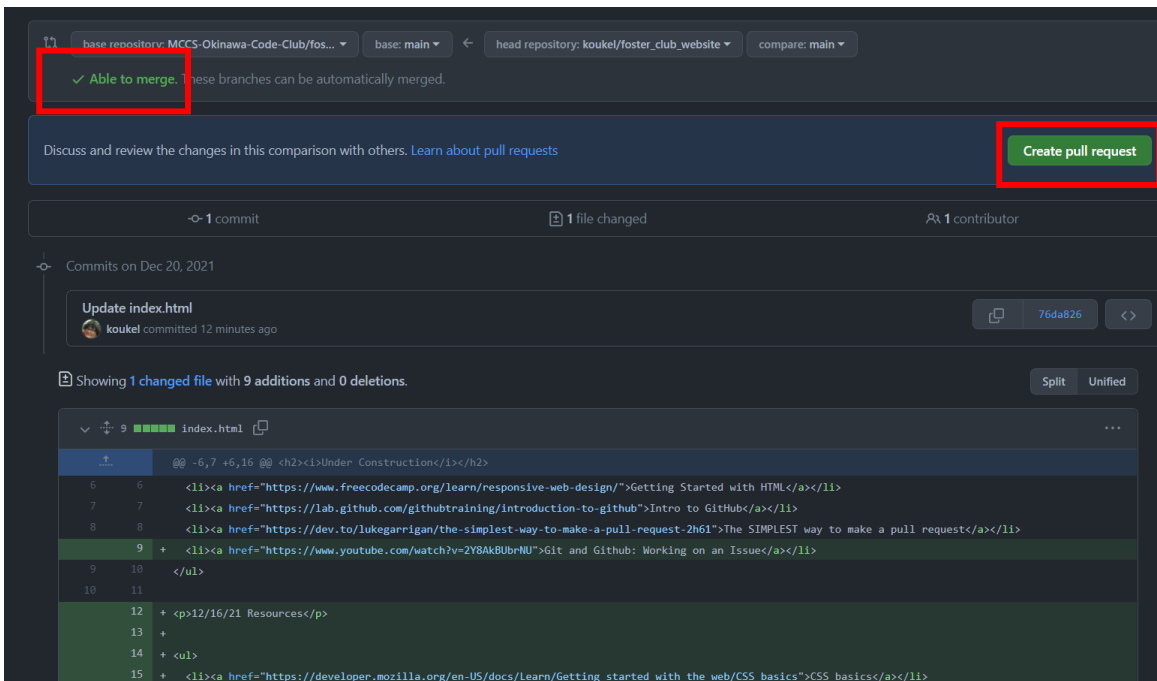 base repository: MCCS-Okinawa-Code-Club/fos... base: main ← head repository: koukel/foster_club_website compare: main
✓ Able to merge. These branches can be automatically merged.
Discuss and review the changes in this comparison with others. Learn about pull requests Create pull request
1 commit 1 file changed 1 contributor
Commits on Dec 20, 2021
Update index.html
koukel committed 12 minutes ago 76da826 <>
Showing 1 changed file with 9 additions and 0 deletions. Split Unified
9 index.html ...
@@ -6,7 +6,16 @@ <h2><i>Under Construction</i></h2>
6 6 <li><a href="https://www.freecodecamp.org/learn/responsive-web-design/">Getting Started with HTML</a></li>
7 7 <li><a href="https://lab.github.com/githubtraining/introduction-to-github">Intro to GitHub</a></li>
8 8 <li><a href="https://dev.to/lukegarrigan/the-simplest-way-to-make-a-pull-request-2h61">The SIMPLEST way to make a pull request</a></li>
9 + <li><a href="https://www.youtube.com/watch?v=2Y8AkBUbrNU">Git and Github: Working on an Issue</a></li>
9 10 </ul>
10 11
12 + <p>12/16/21 Resources</p>
13 +
14 + <ul>
15 + <li><a href="https://developer.mozilla.org/en-US/docs/Learn/Getting_started_with_the_web/CSS_basics">CSS basics</a></li>